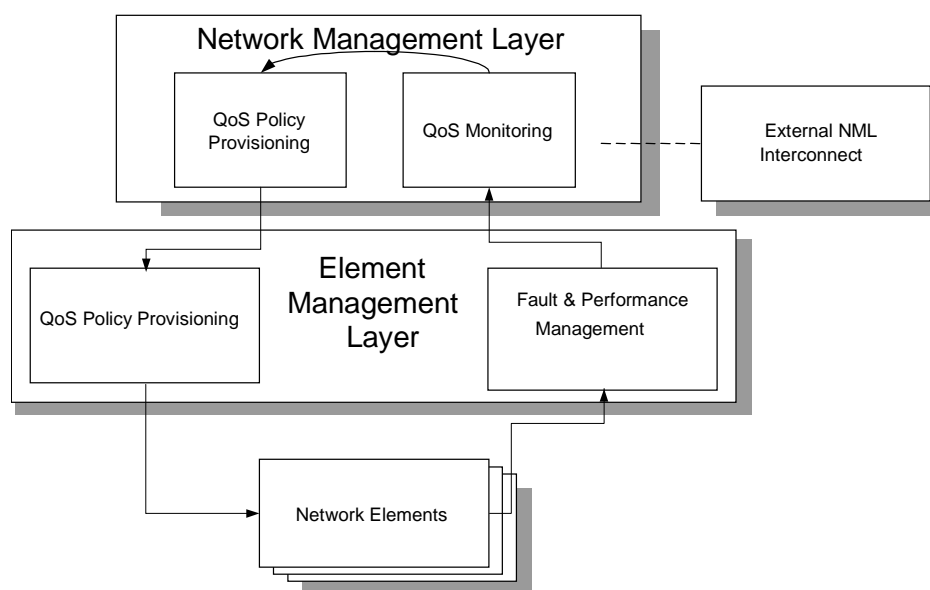 Network Management Layer
QoS Policy
Provisioning
QoS Monitoring
External NML
Interconnect
Element
Management
Layer
QoS Policy Provisioning
Fault & Performance
Management
Network Elements